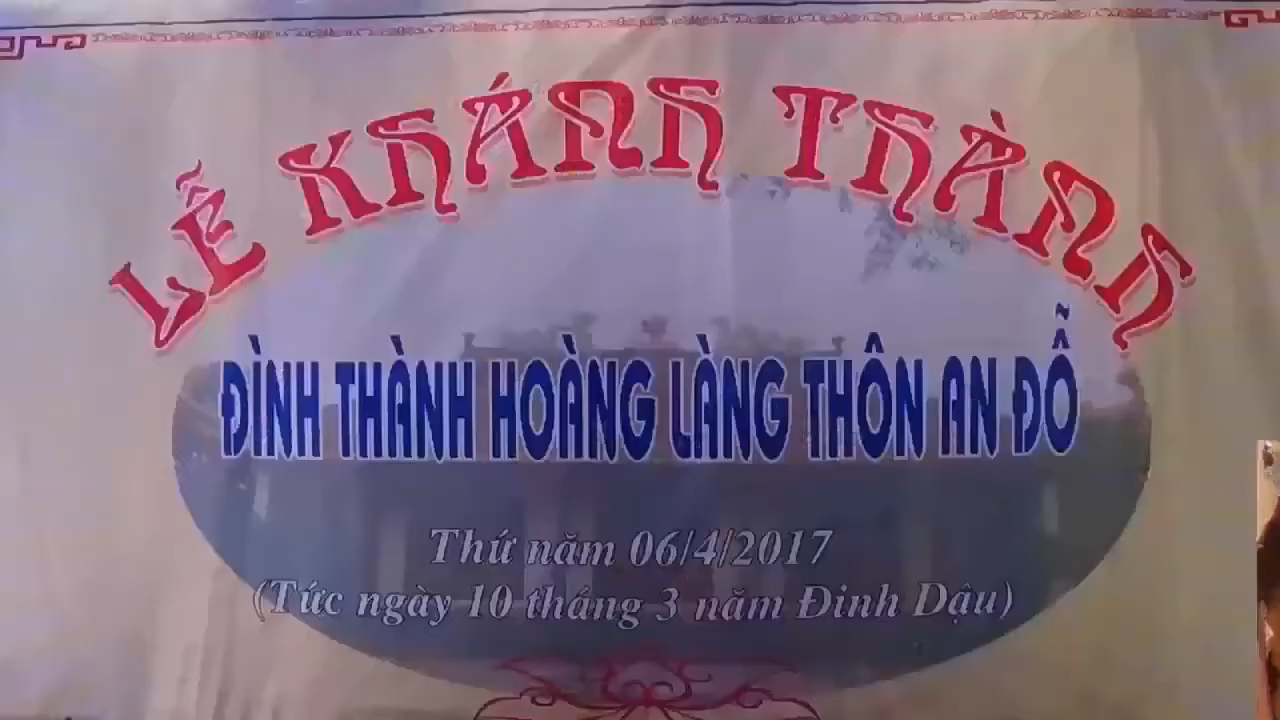 LỄ KHÁNH THÀNH
ĐÌNH THÀNH HOÀNG LÀNG THÔN AN ĐỖ
Thứ năm 06/4/2017
(Tức ngày 10 tháng 3 năm Đinh Dậu)